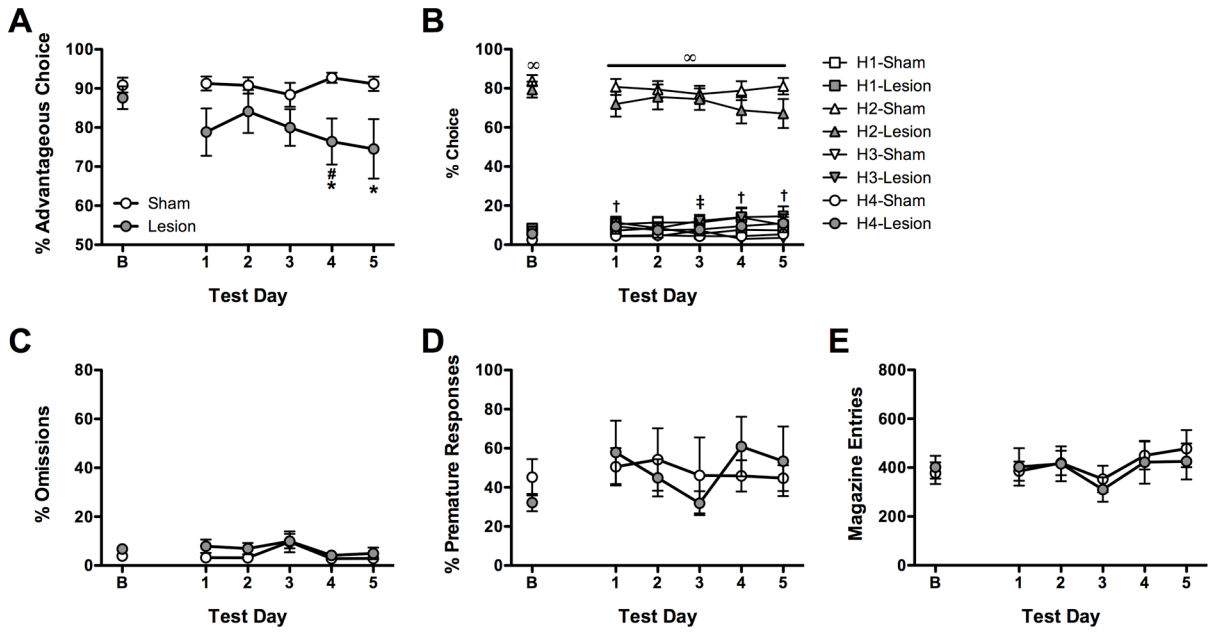 A
% Advantageous Choice
100
90
80
70
60
50
#
*
*
Sham
Lesion
B 1 2 3 4 5
Test Day
B
% Choice
100
80
60
40
20
0
∞
∞
† ‡ † †
B 1 2 3 4 5
Test Day
H1-Sham
H1-Lesion
H2-Sham
H2-Lesion
H3-Sham
H3-Lesion
H4-Sham
H4-Lesion
C
% Omissions
80
60
40
20
0
B 1 2 3 4 5
Test Day
D
% Premature Responses
100
80
60
40
20
0
B 1 2 3 4 5
Test Day
E
Magazine Entries
800
600
400
200
0
B 1 2 3 4 5
Test Day